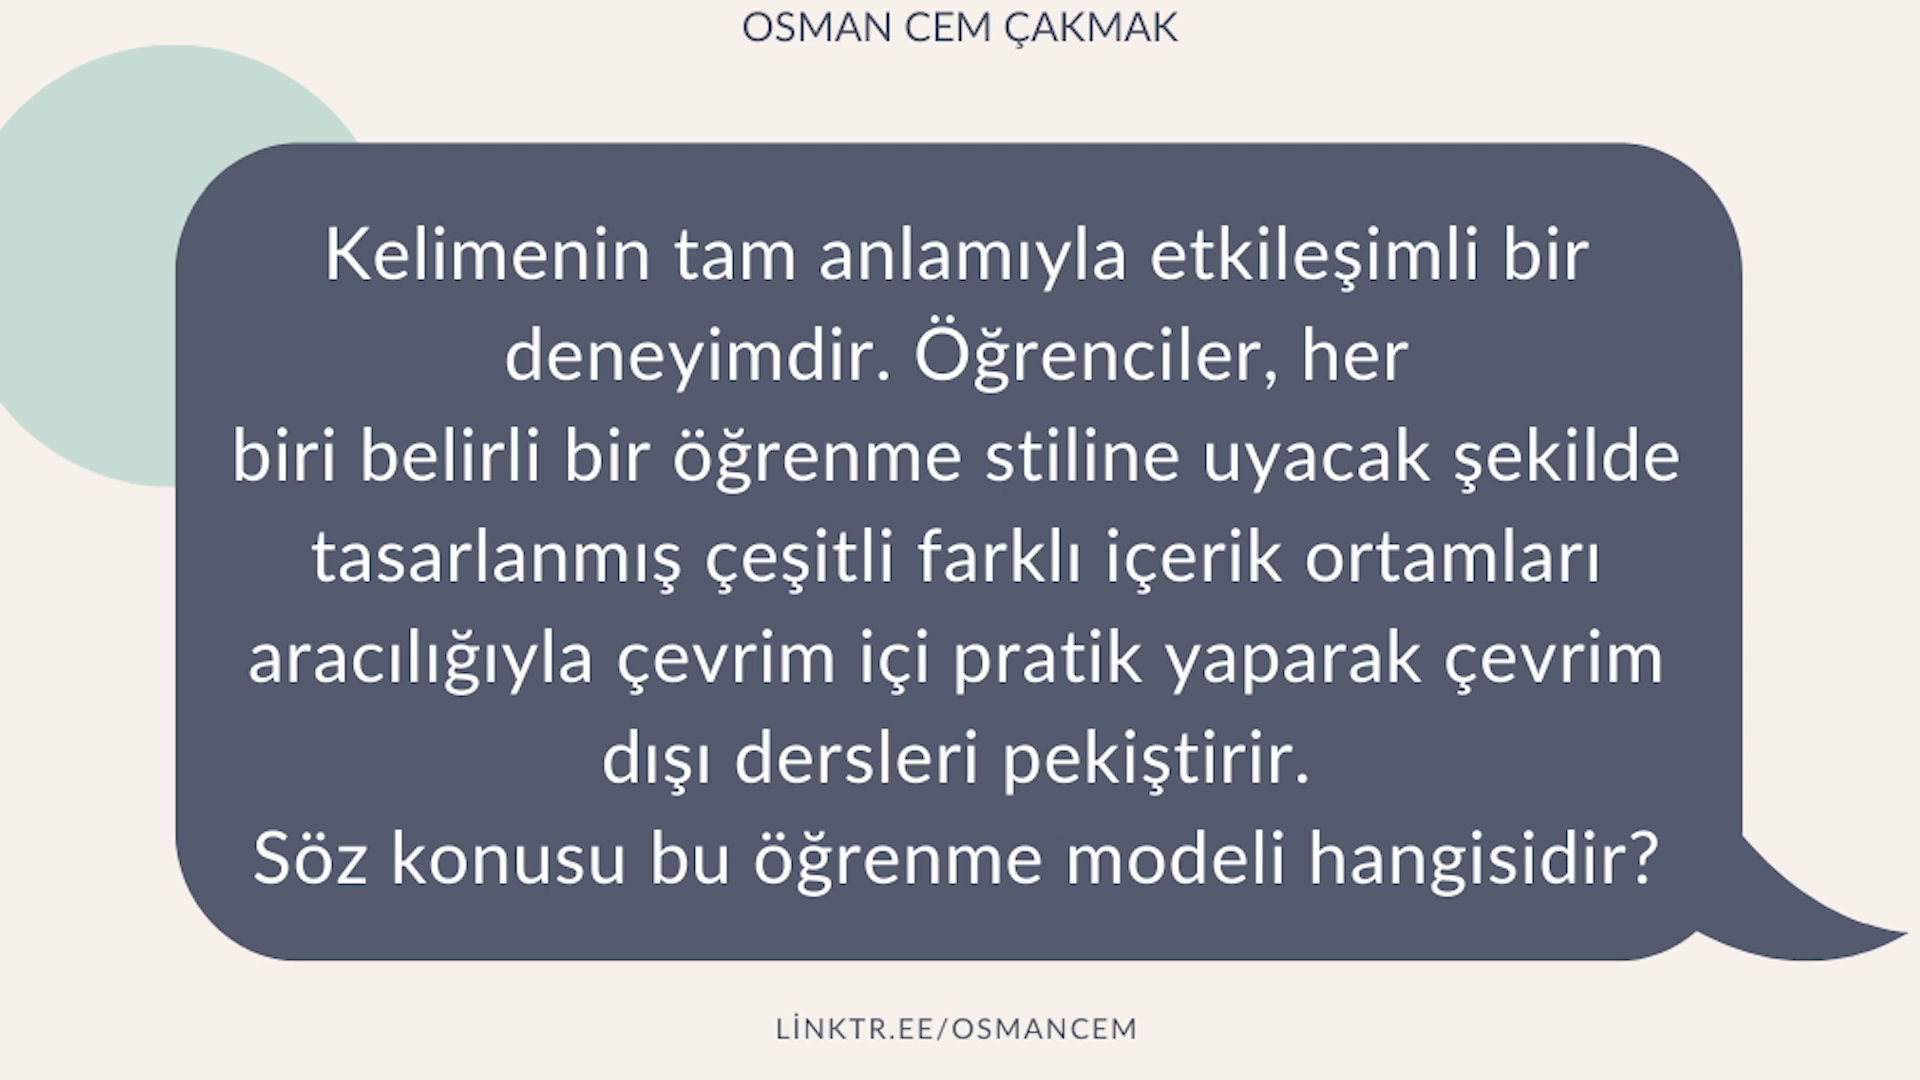 OSMAN CEM ÇAKMAK
Kelimenin tam anlamıyla etkileşimli bir
deneyimdir. Öğrenciler, her
biri belirli bir öğrenme stiline uyacak şekilde
tasarlanmış çeşitli farklı içerik ortamları
aracılığıyla çevrim içi pratik yaparak çevrim
dışı dersleri pekiştirir.
Söz konusu bu öğrenme modeli hangisidir?
LİNKTR.EE/OSMANCEM